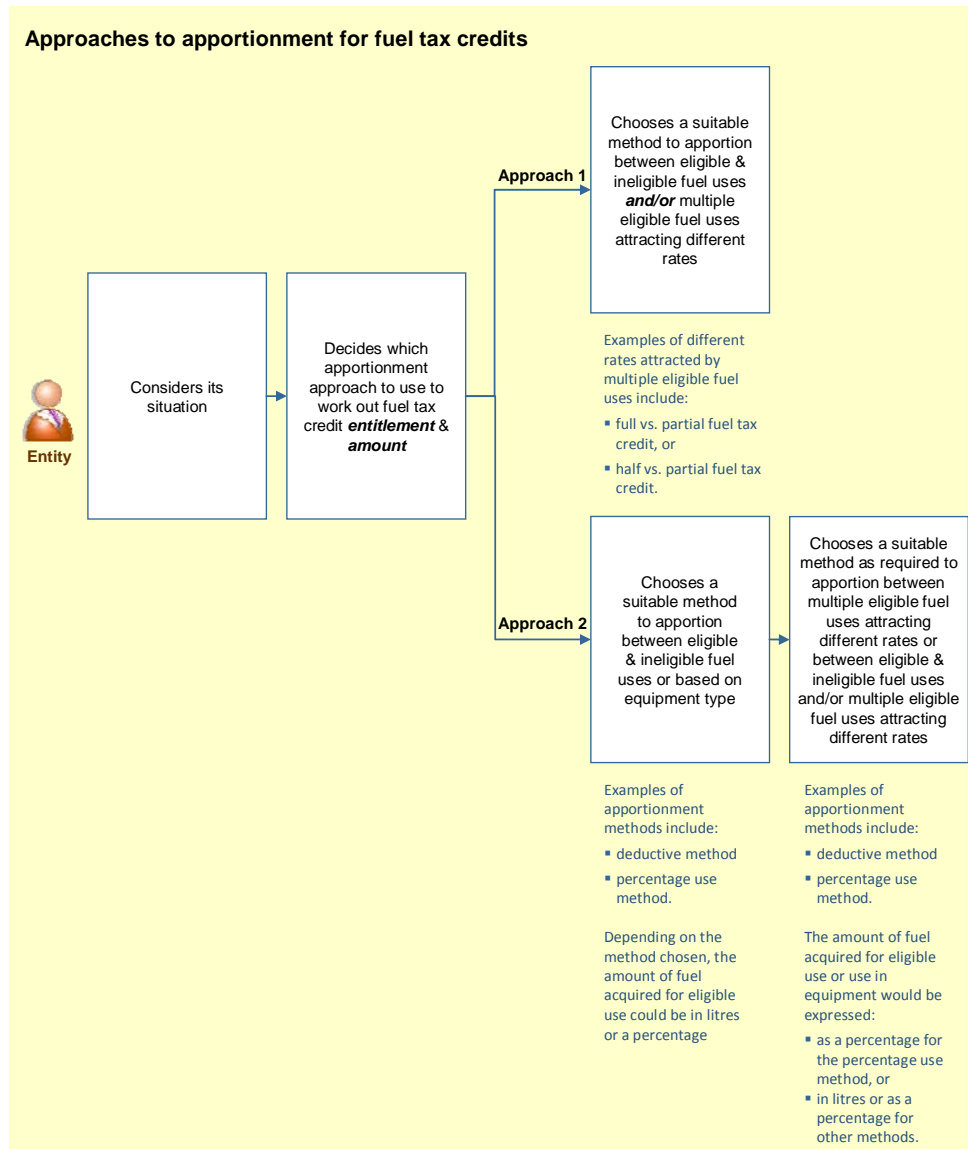 Approaches to apportionment for fuel tax credits
Chooses a suitable
method to apportion
between eligible &
ineligible fuel uses
and/or multiple
eligible fuel uses
attracting different
rates
Approach 1
Examples of different
rates attracted by
multiple eligible fuel
uses include:
▪ full vs. partial fuel tax
credit, or
▪ half vs. partial fuel tax
credit.
Entity
Considers its
situation
Decides which
apportionment
approach to use to
work out fuel tax
credit entitlement &
amount
Approach 2
Chooses a
suitable method
to apportion
between eligible
& ineligible fuel
uses or based on
equipment type
Chooses a suitable
method as required to
apportion between
multiple eligible fuel
uses attracting
different rates or
between eligible &
ineligible fuel uses
and/or multiple eligible
fuel uses attracting
different rates
Examples of
apportionment
methods include:
▪ deductive method
▪ percentage use
method.
Depending on the
method chosen, the
amount of fuel
acquired for eligible
use could be in litres
or a percentage
Examples of
apportionment
methods include:
▪ deductive method
▪ percentage use
method.
The amount of fuel
acquired for eligible
use or use in
equipment would be
expressed:
▪ as a percentage for
the percentage use
method, or
▪ in litres or as a
percentage for
other methods.